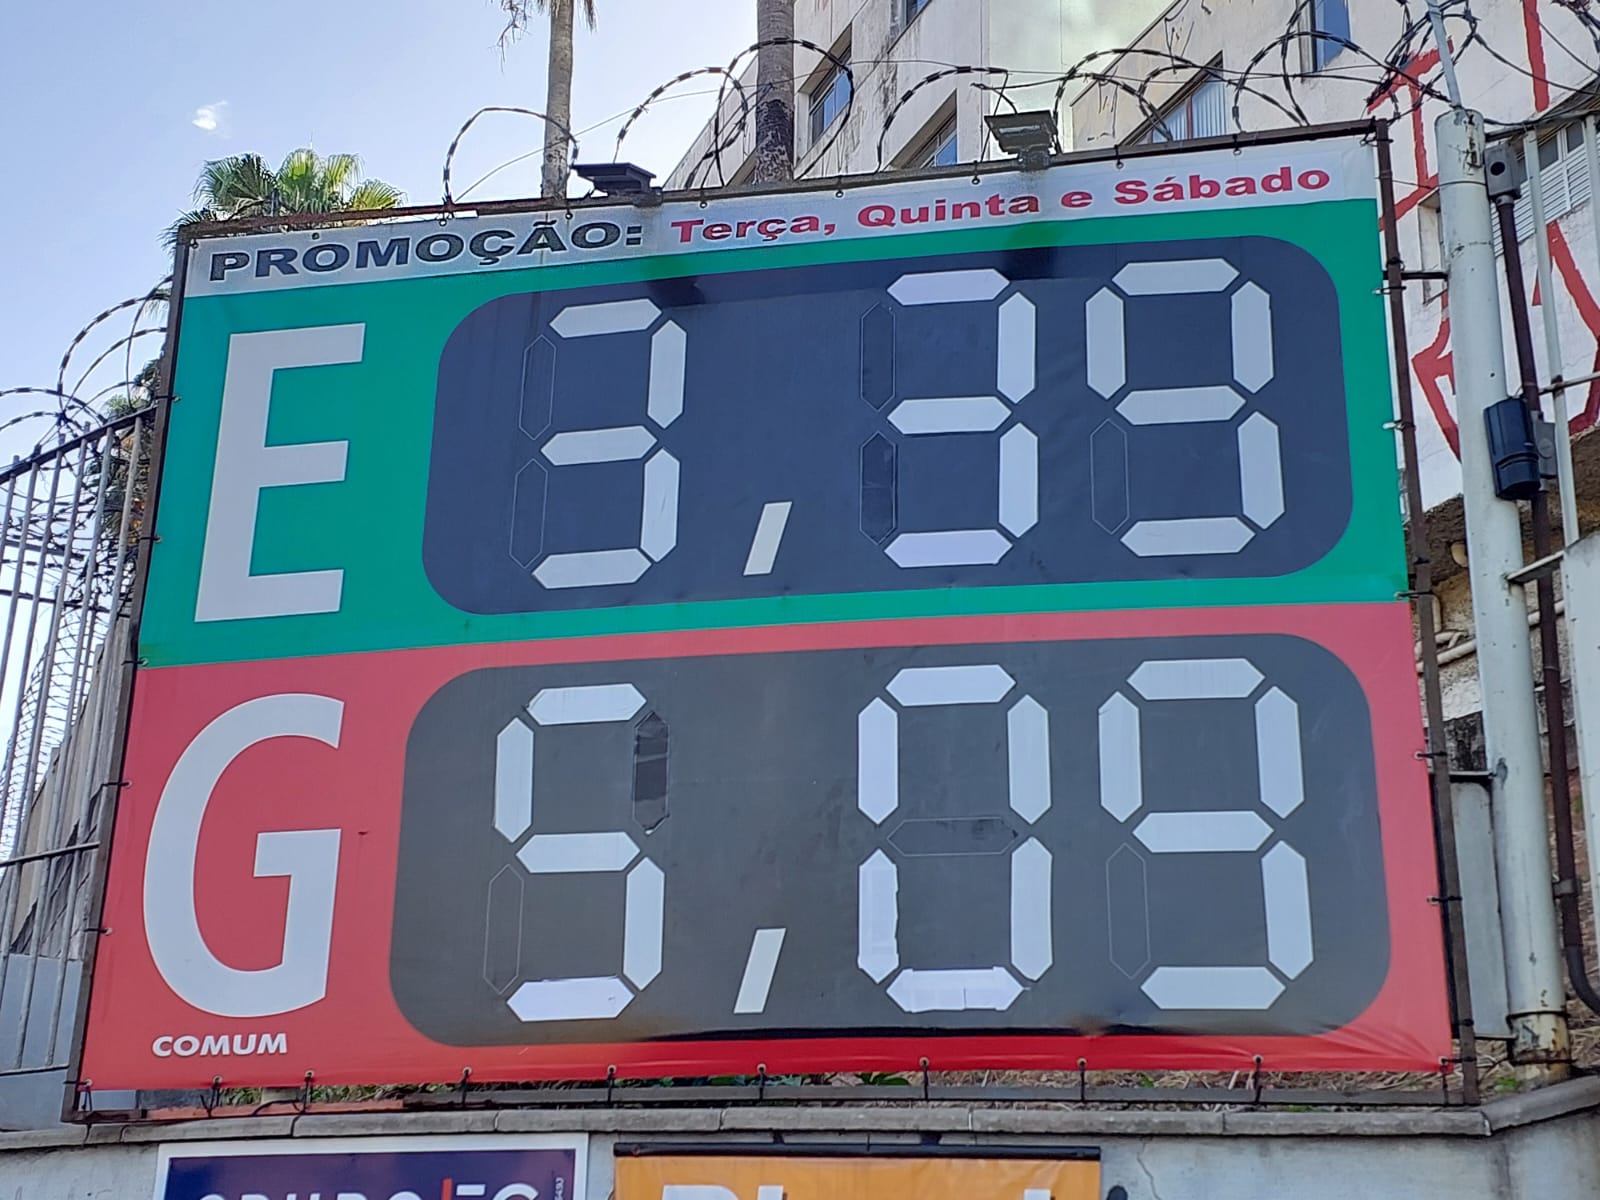 PROMOÇÃO: Terça, Quinta e Sábado
E 3,39
G 5,09
COMUM